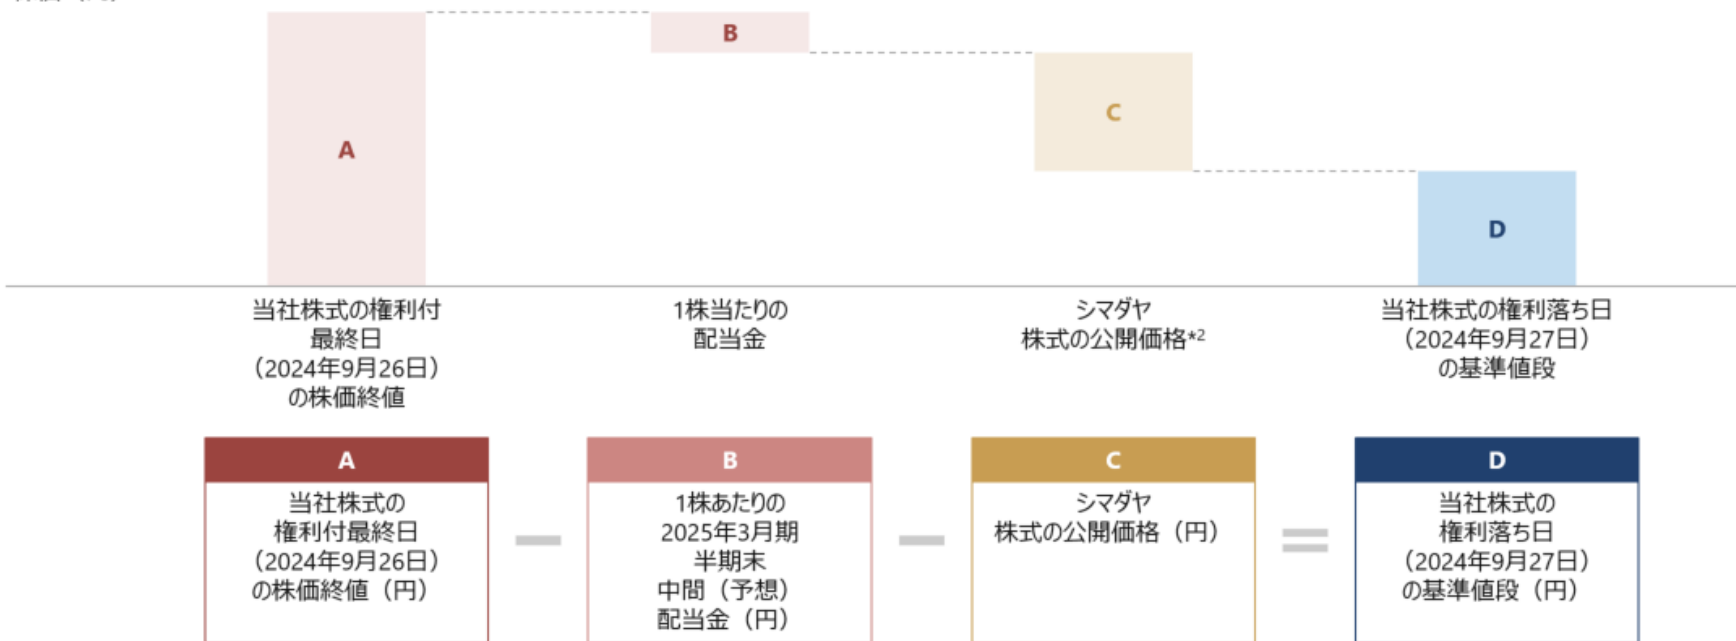 A
B
C
D
当社株式の権利付
最終日
（2024年9月26日）
の株価終値
1株当たりの
配当金
シマダヤ
株式の公開価格*2
当社株式の権利落ち日
（2024年9月27日）
の基準値段
A
当社株式の
権利付最終日
（2024年9月26日）
の株価終値（円）
B
1株あたりの
2025年3月期
半期末
中間（予想）
配当金（円）
C
シマダヤ
株式の公開価格（円）
D
当社株式の
権利落ち日
（2024年9月27日）
の基準値段（円）